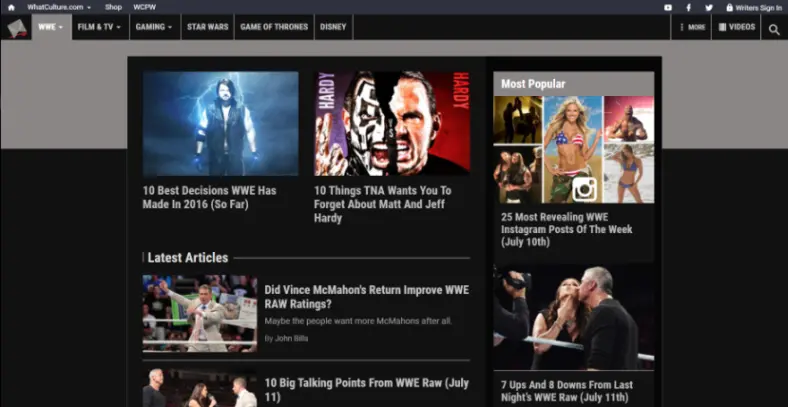 WhatCulture.com
Shop
WCPW
Writers Sign In
WWE
FILM & TV
GAMING
STAR WARS
GAME OF THRONES
DISNEY
MORE
VIDEOS
HARDY
HARDY
10 Best Decisions WWE Has
Made In 2016 (So Far)
10 Things TNA Wants You To
Forget About Matt And Jeff
Hardy
Latest Articles
Did Vince McMahon's Return Improve WWE
RAW Ratings?
Maybe the people want more McMahons after all.
By John Bills
10 Big Talking Points From WWE Raw (July
11)
Most Popular
25 Most Revealing WWE
Instagram Posts Of The Week
(July 10th)
7 Ups And 8 Downs From Last
Night's WWE Raw (July 11th)